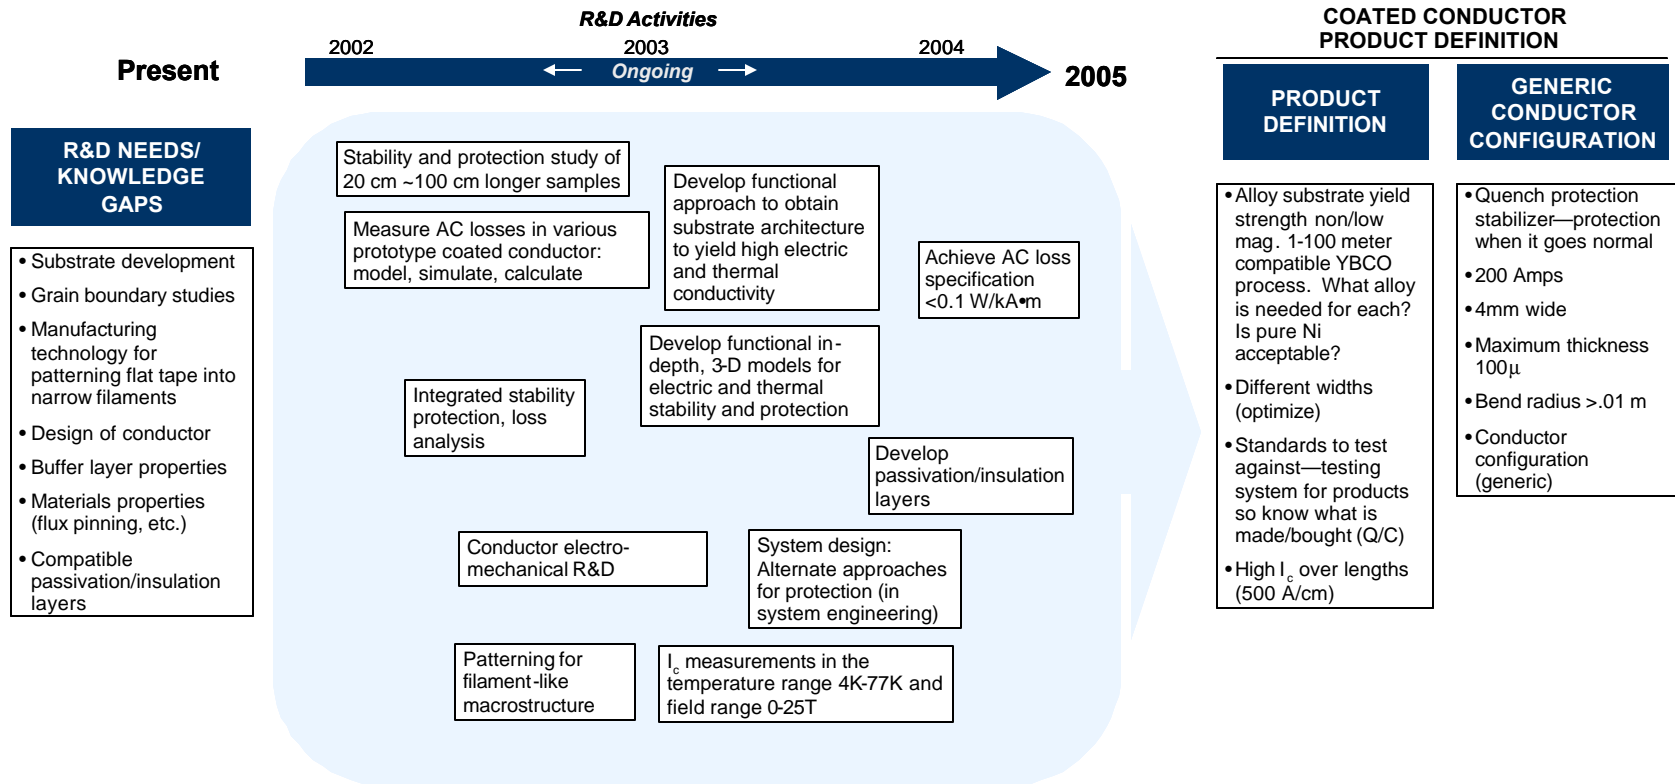 R&D Activities
2002
2003
2004
Present
← Ongoing →
2005
R&D NEEDS/
KNOWLEDGE
GAPS
• Substrate development
• Grain boundary studies
• Manufacturing
technology for
patterning flat tape into
narrow filaments
• Design of conductor
• Buffer layer properties
• Materials properties
(flux pinning, etc.)
• Compatible
passivation/insulation
layers
Stability and protection study of
20 cm ~100 cm longer samples
Measure AC losses in various
prototype coated conductor:
model, simulate, calculate
Develop functional
approach to obtain
substrate architecture
to yield high electric
and thermal
conductivity
Achieve AC loss
specification
<0.1 W/kA•m
Develop functional in-
depth, 3-D models for
electric and thermal
stability and protection
Integrated stability
protection, loss
analysis
Develop
passivation/insulation
layers
Conductor electro-
mechanical R&D
System design:
Alternate approaches
for protection (in
system engineering)
Patterning for
filament-like
macrostructure
Ic measurements in the
temperature range 4K-77K and
field range 0-25T
COATED CONDUCTOR
PRODUCT DEFINITION
PRODUCT
DEFINITION
• Alloy substrate yield
strength non/low
mag. 1-100 meter
compatible YBCO
process. What alloy
is needed for each?
Is pure Ni
acceptable?
• Different widths
(optimize)
• Standards to test
against—testing
system for products
so know what is
made/bought (Q/C)
• High Ic over lengths
(500 A/cm)
GENERIC
CONDUCTOR
CONFIGURATION
• Quench protection
stabilizer—protection
when it goes normal
• 200 Amps
• 4mm wide
• Maximum thickness
100µ
• Bend radius >.01 m
• Conductor
configuration
(generic)